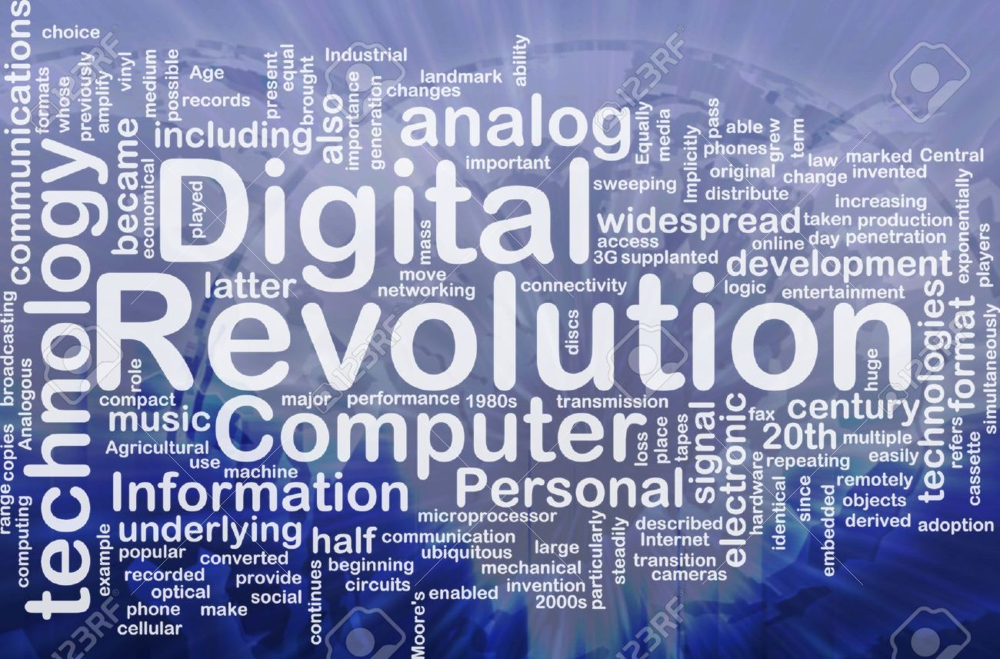 choice
communications
formats
whose
previously
amplify
vinyl
medium
possible
Age
records
present
equal
brought
Industrial
also
importance
generation
changes
landmark
ability
analog
including
became
economical
technology
played
Digital
important
mass
Equally
media
Implicitly
pass
able
phones
grew
term
original
distribute
law
change
marked
Central
invented
sweeping
increasing
widespread
taken
production
access
online
day
penetration
exponentially
players
3G
supplanted
development
latter
move
networking
connectivity
logic
entertainment
Revolution
discs
technologies
format
simultaneously
broadcasting
Analogous
copies
range
computing
role
huge
compact
major
performance
1980s
transmission
music
Computer
loss
place
tapes
signal
electronic
fax
century
20th
multiple
Agricultural
use
machine
repeating
easily
refers
cassette
Information
Personal
hardware
identical
since
embedded
remotely
objects
derived
adoption
microprocessor
underlying
half
communication
ubiquitous
large
particularly
steadily
described
Internet
transition
cameras
example
popular
converted
continues
beginning
mechanical
recorded
provide
circuits
invention
optical
social
Moore's
enabled
2000s
phone
make
cellular
123RF